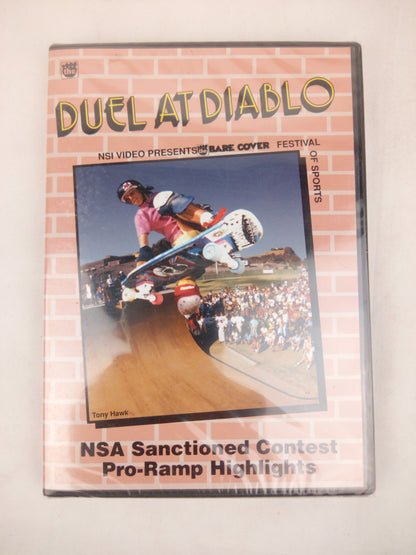 DUEL AT DIABLO
NSI VIDEO PRESENTS THE BARE COVER FESTIVAL
OF SPORTS
Tony Hawk
NSA Sanctioned Contest
Pro-Ramp Highlights